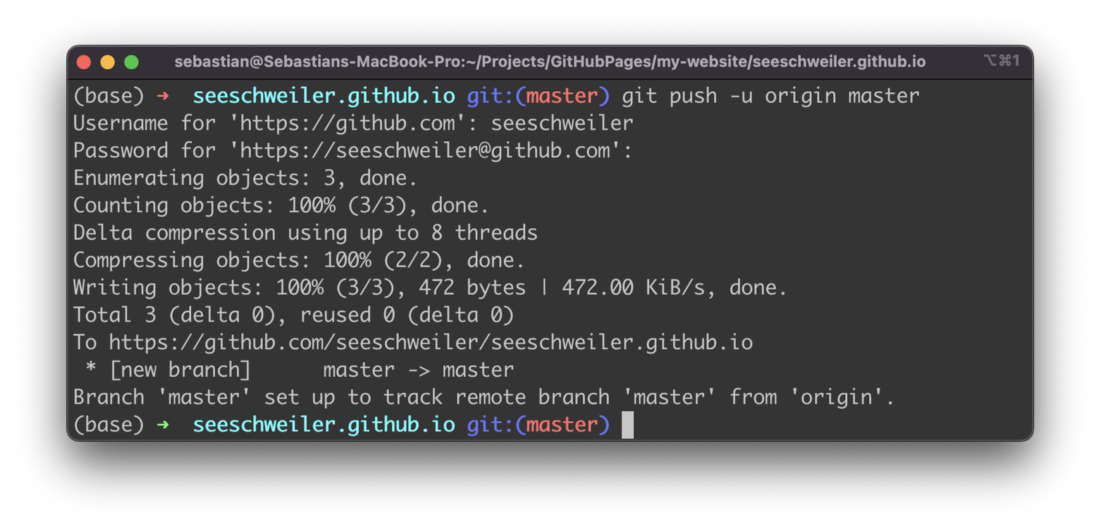 sebastian@Sebastians-MacBook-Pro:~/Projects/GitHubPages/my-website/seeschweiler.github.io ⌥⌘1
(base) ➜ seeschweiler.github.io git:(master) git push -u origin master
Username for 'https://github.com': seeschweiler
Password for 'https://seeschweiler@github.com':
Enumerating objects: 3, done.
Counting objects: 100% (3/3), done.
Delta compression using up to 8 threads
Compressing objects: 100% (2/2), done.
Writing objects: 100% (3/3), 472 bytes | 472.00 KiB/s, done.
Total 3 (delta 0), reused 0 (delta 0)
To https://github.com/seeschweiler/seeschweiler.github.io
 * [new branch]      master -> master
Branch 'master' set up to track remote branch 'master' from 'origin'.
(base) ➜ seeschweiler.github.io git:(master)